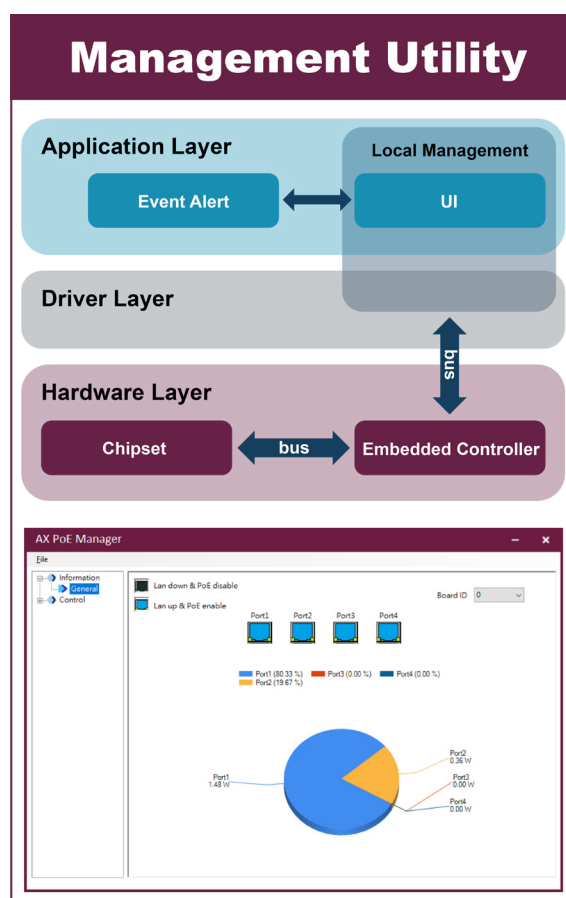 Management Utility
Application Layer
Local Management
Event Alert
UI
Driver Layer
bus
Hardware Layer
Chipset
bus
Embedded Controller
AX PoE Manager
File
Information
General
Control
Lan down & PoE disable
Lan up & PoE enable
Board ID 0
Port1 Port2 Port3 Port4
Port1 (80.33 %) Port3 (0.00 %) Port4 (0.00 %)
Port2 (19.67 %)
Port2
0.36 W
Port1
1.48 W
Port3
0.00 W
Port4
0.00 W